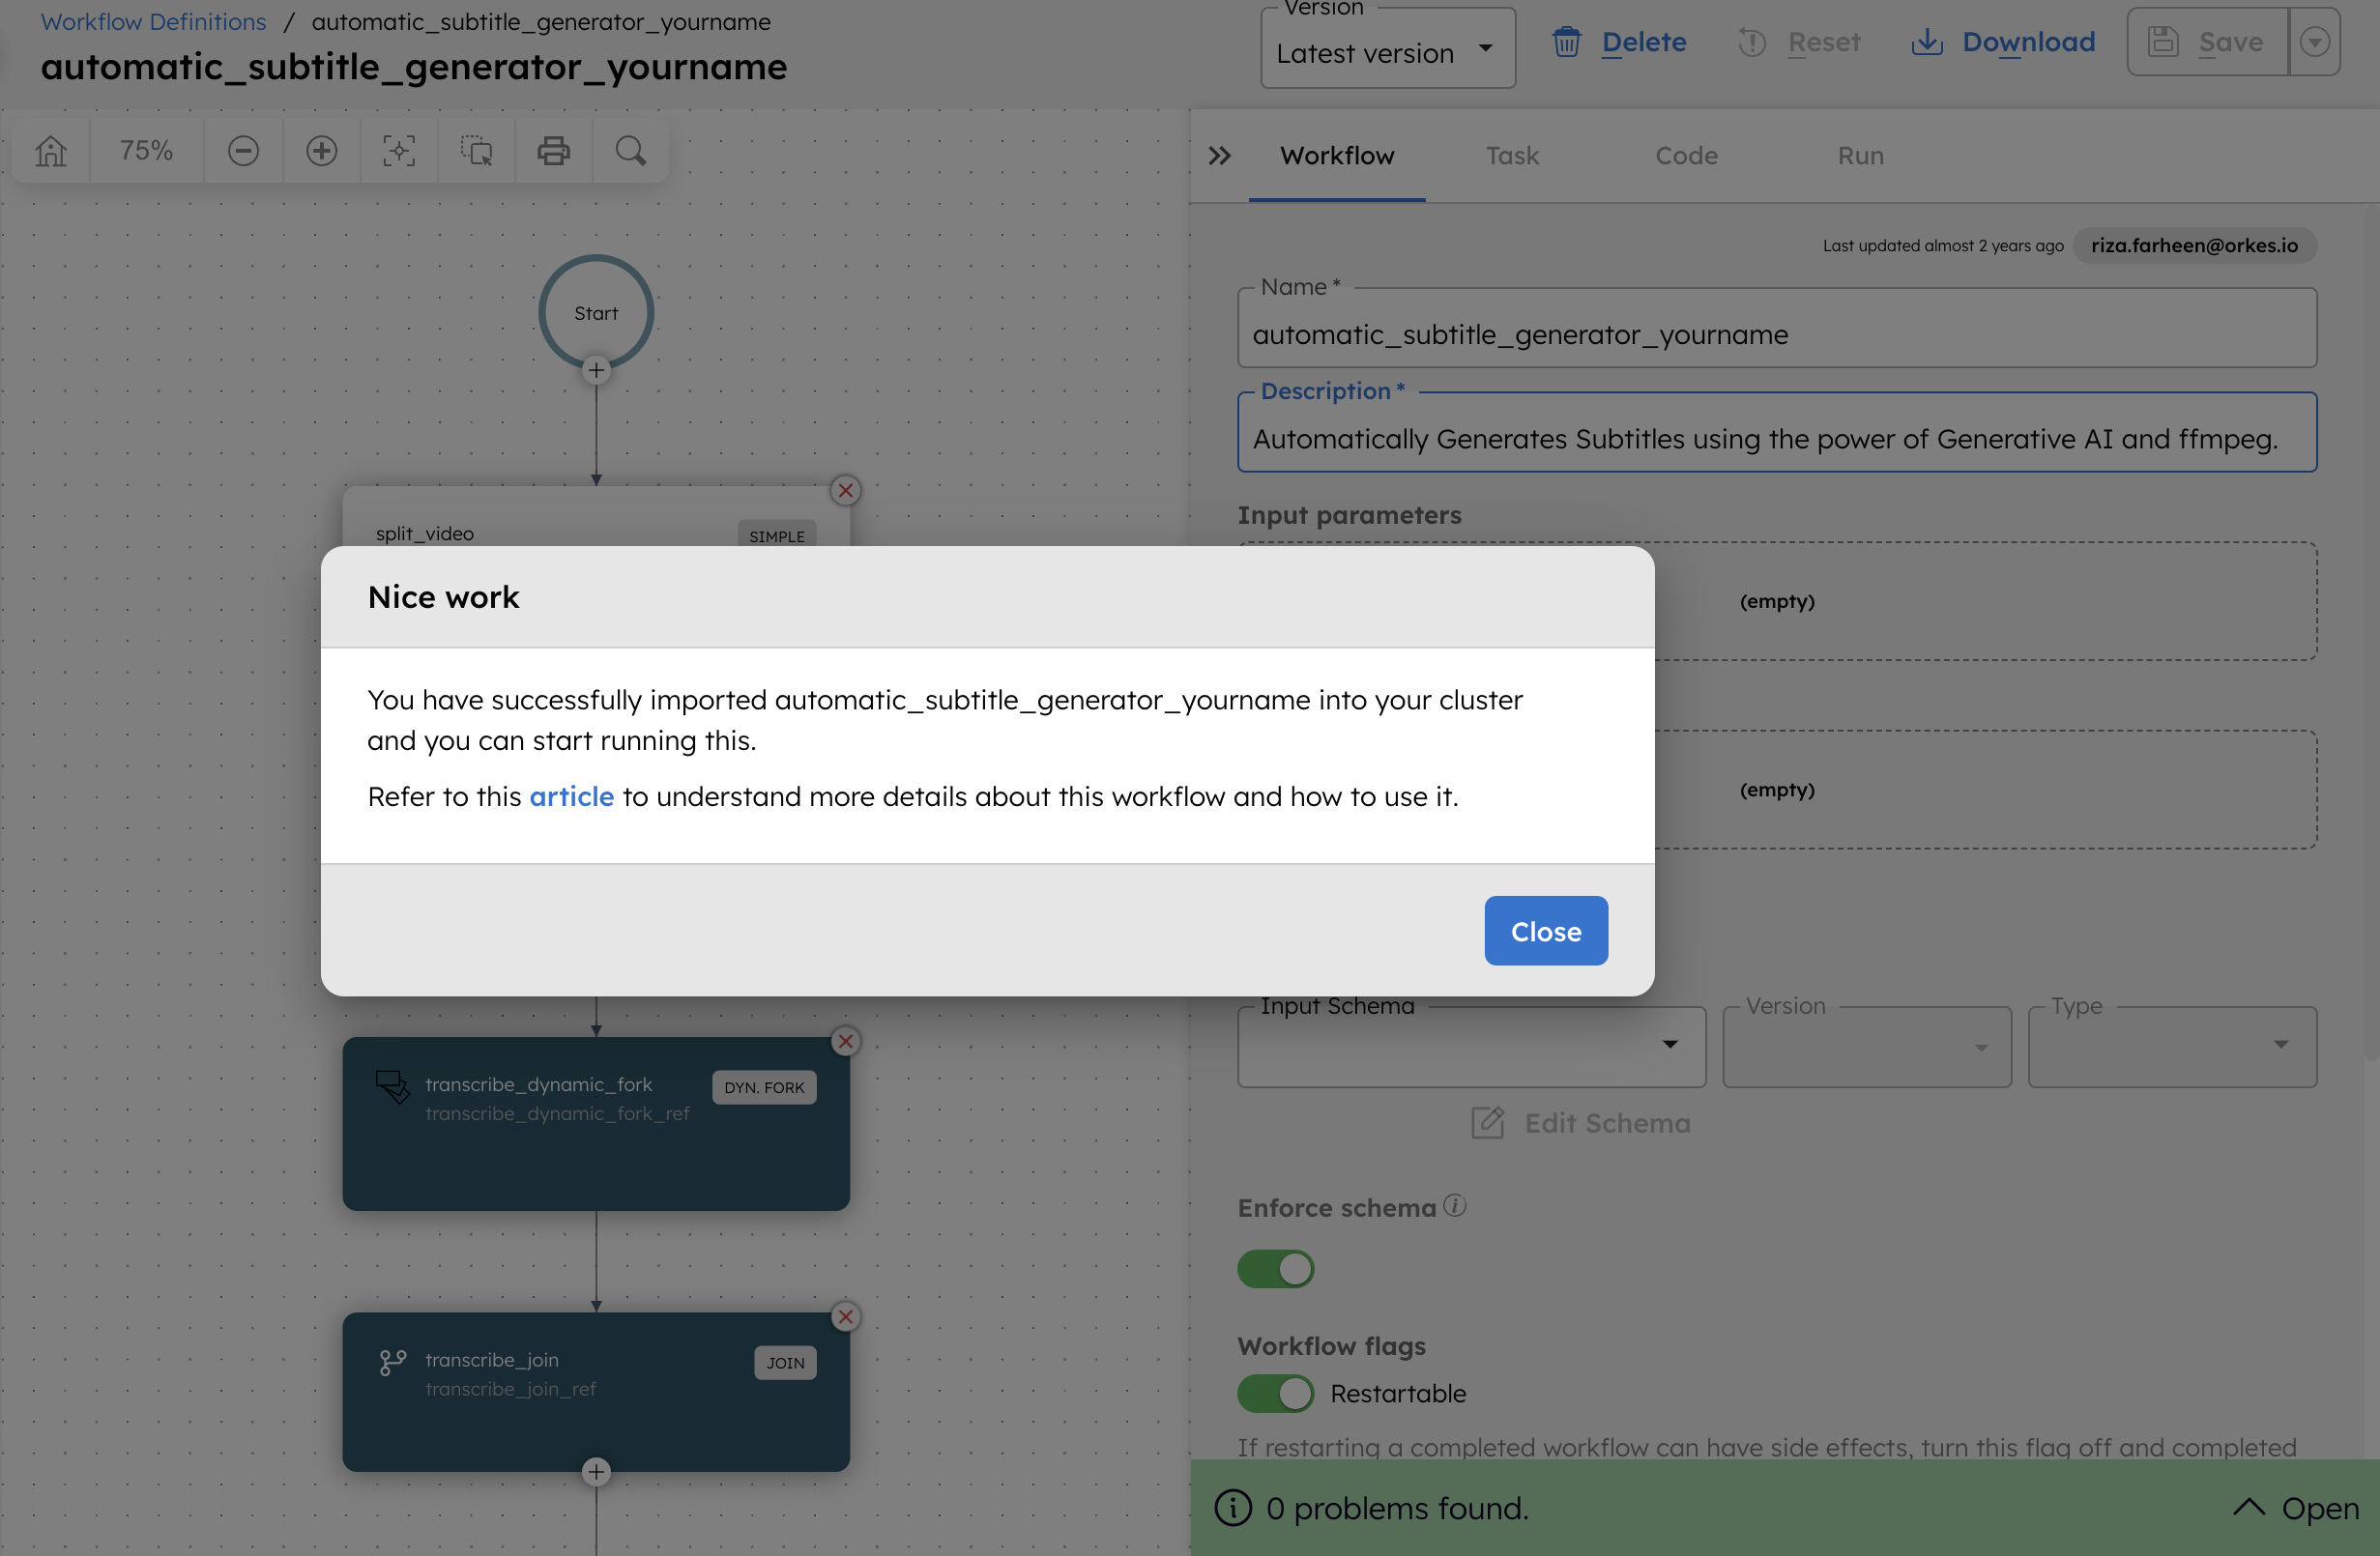 Workflow Definitions / automatic_subtitle_generator_yourname
automatic_subtitle_generator_yourname
Version
Latest version
Delete
Reset
Download
Save
75%
Workflow
Task
Code
Run
Last updated almost 2 years ago
riza.farheen@orkes.io
Start
Name *
automatic_subtitle_generator_yourname
Description *
Automatically Generates Subtitles using the power of Generative AI and ffmpeg.
Input parameters
(empty)
(empty)
split_video
SIMPLE
Nice work
You have successfully imported automatic_subtitle_generator_yourname into your cluster
and you can start running this.
Refer to this article to understand more details about this workflow and how to use it.
Close
transcribe_dynamic_fork
transcribe_dynamic_fork_ref
DYN. FORK
transcribe_join
transcribe_join_ref
JOIN
Input Schema
Version
Type
Edit Schema
Enforce schema
Workflow flags
Restartable
If restarting a completed workflow can have side effects, turn this flag off and completed
0 problems found.
Open